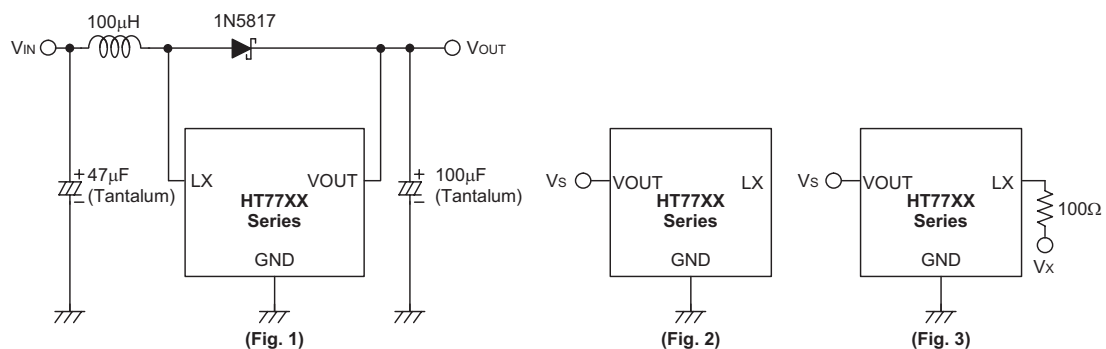 100μH
1N5817
VIN
VOUT
+
47μF
(Tantalum)
−
LX
VOUT
HT77XX
Series
GND
+
100μF
(Tantalum)
−
(Fig. 1)
VS
VOUT
LX
HT77XX
Series
GND
(Fig. 2)
VS
VOUT
LX
HT77XX
Series
GND
100Ω
VX
(Fig. 3)